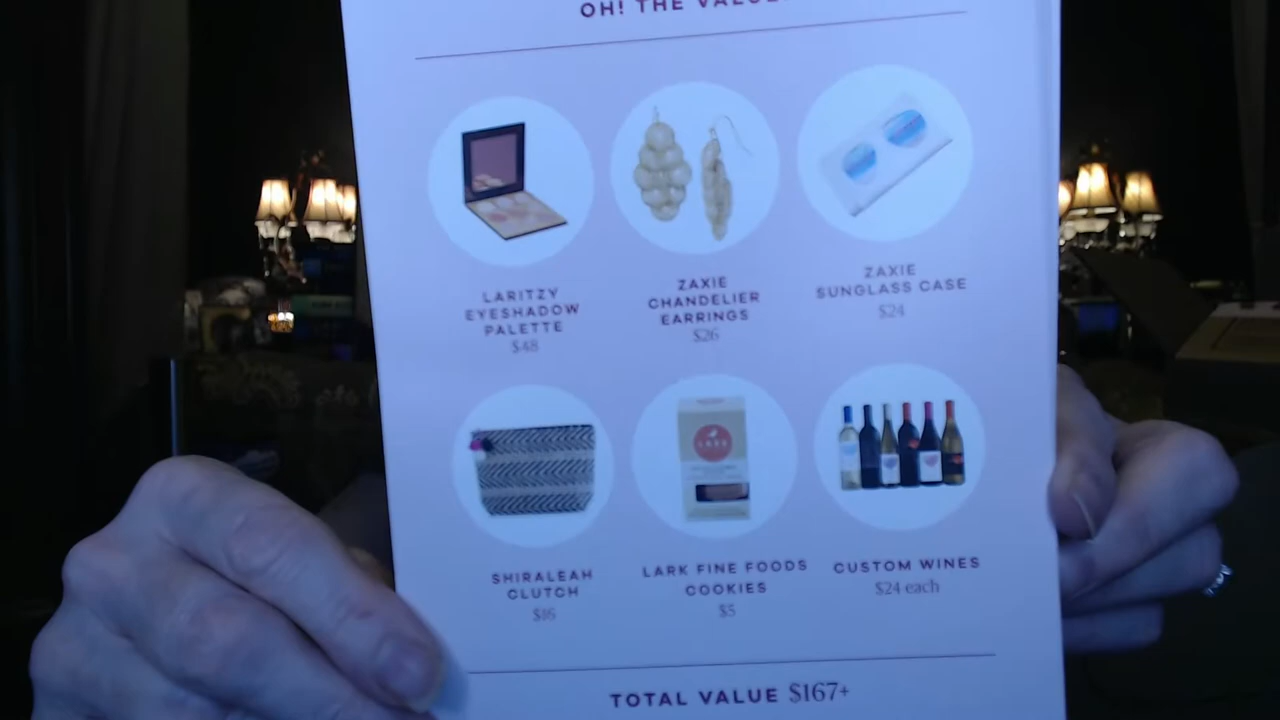 OH! THE VALUE!
LARITZY
EYESHADOW
PALETTE
$48
ZAXIE
CHANDELIER
EARRINGS
$26
ZAXIE
SUNGLASS CASE
$24
LARK
SHIRALEAH
CLUTCH
$16
LARK FINE FOODS
COOKIES
$5
CUSTOM WINES
$24 each
TOTAL VALUE $167+